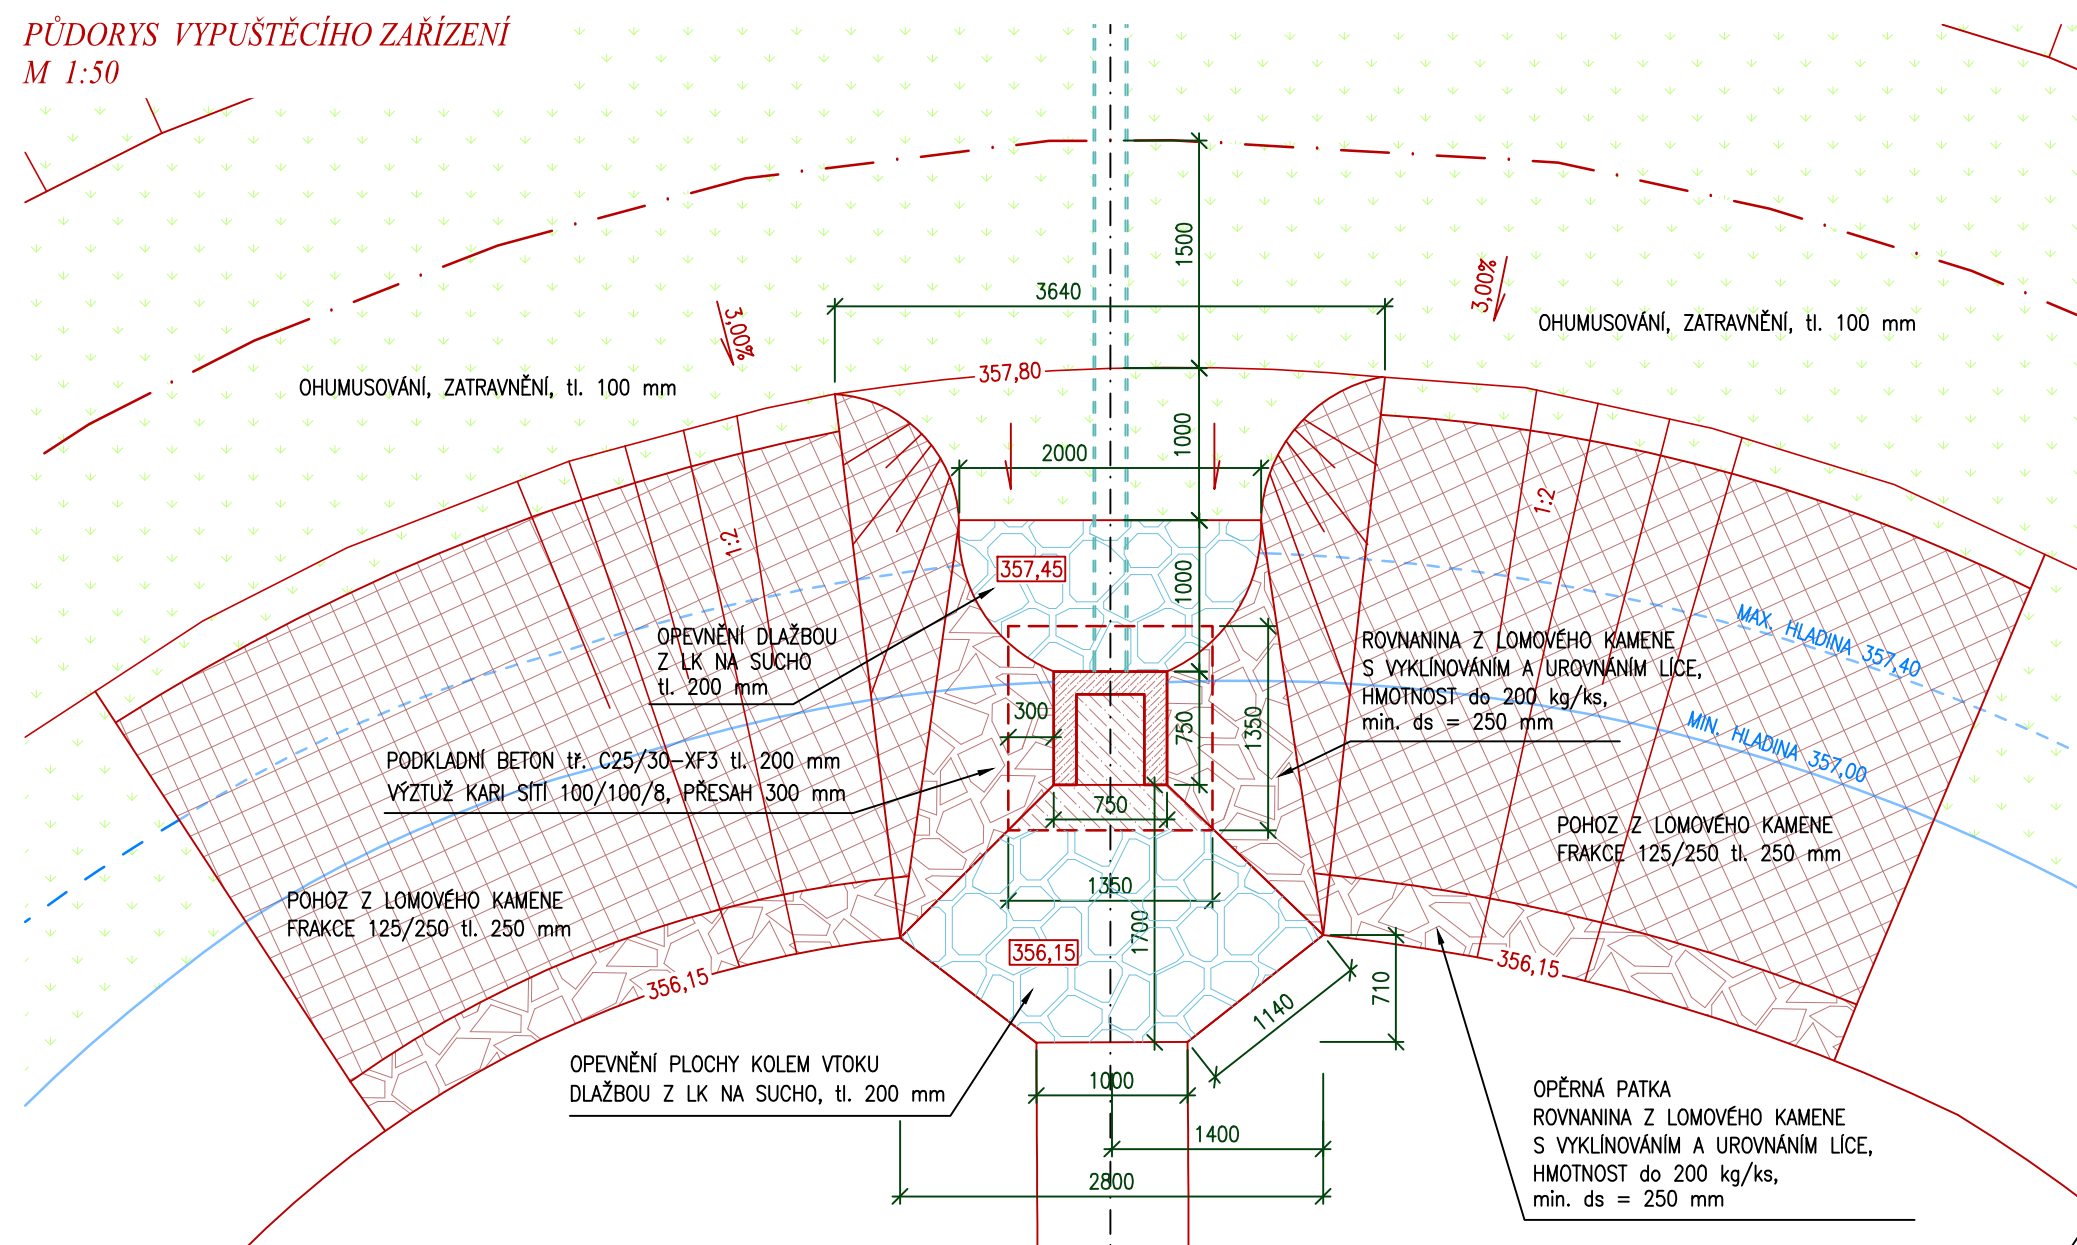 PŮDORYS VYPUŠTĚCÍHO ZAŘÍZENÍ
M 1:50
1500
3640
3,00%
3,00%
OHUMUSOVÁNÍ, ZATRAVNĚNÍ, tl. 100 mm
OHUMUSOVÁNÍ, ZATRAVNĚNÍ, tl. 100 mm
357,80
1000
2000
1:2
1:2
357,45
1000
OPEVNĚNÍ DLAŽBOU
Z LK NA SUCHO
tl. 200 mm
ROVNANINA Z LOMOVÉHO KAMENE
S VYKLÍNOVÁNÍM A UROVNÁNÍM LÍCE,
HMOTNOST do 200 kg/ks,
min. ds = 250 mm
MAX. HLADINA 357,40
MIN. HLADINA 357,00
300
750
1350
PODKLADNÍ BETON tř. C25/30-XF3 tl. 200 mm
VÝZTUŽ KARI SÍTÍ 100/100/8, PŘESAH 300 mm
750
POHOZ Z LOMOVÉHO KAMENE
FRAKCE 125/250 tl. 250 mm
1350
POHOZ Z LOMOVÉHO KAMENE
FRAKCE 125/250 tl. 250 mm
1700
356,15
356,15
356,15
710
1140
OPEVNĚNÍ PLOCHY KOLEM VTOKU
DLAŽBOU Z LK NA SUCHO, tl. 200 mm
1000
1400
2800
OPĚRNÁ PATKA
ROVNANINA Z LOMOVÉHO KAMENE
S VYKLÍNOVÁNÍM A UROVNÁNÍM LÍCE,
HMOTNOST do 200 kg/ks,
min. ds = 250 mm